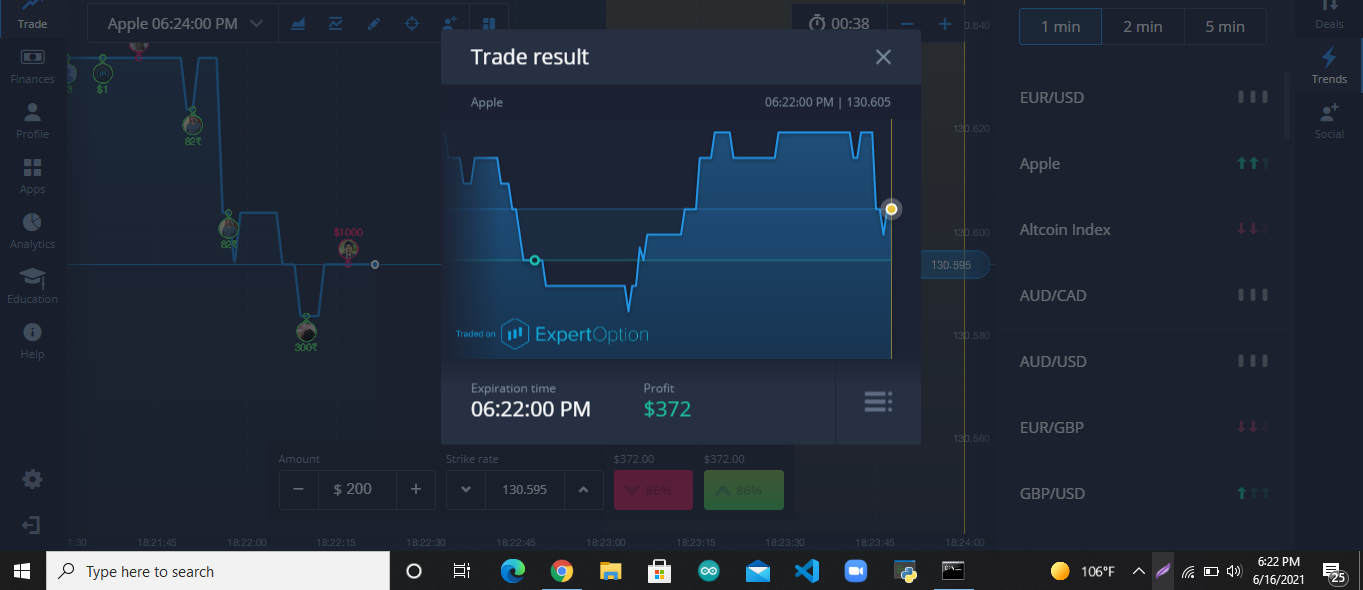 Trade
Finances
Profile
Apps
Analytics
Education
Help
Apple 06:24:00 PM
00:38
130.640
130.620
130.600
130.595
130.580
130.560
$1
82₹
82₹
300₹
$1000
Trade result
Apple
06:22:00 PM | 130.605
Traded on
ExpertOption
Expiration time
06:22:00 PM
Profit
$372
Amount
$ 200
Strike rate
130.595
$372.00
86%
$372.00
86%
1:30
18:21:45
18:22:00
18:22:15
18:22:30
18:22:45
18:23:00
18:23:15
18:23:30
18:23:45
18:24:00
1 min
2 min
5 min
EUR/USD
Apple
Altcoin Index
AUD/CAD
AUD/USD
EUR/GBP
GBP/USD
Deals
Trends
Social
Type here to search
106°F
6:22 PM
6/16/2021
25